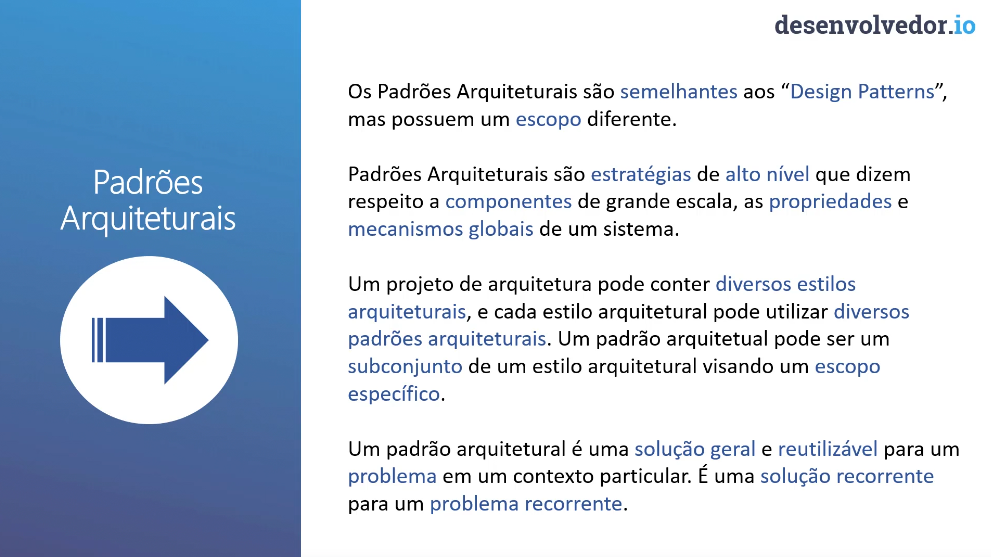 desenvolvedor.io
Padrões
Arquiteturais
Os Padrões Arquiteturais são semelhantes aos “Design Patterns”,
mas possuem um escopo diferente.
Padrões Arquiteturais são estratégias de alto nível que dizem
respeito a componentes de grande escala, as propriedades e
mecanismos globais de um sistema.
Um projeto de arquitetura pode conter diversos estilos
arquiteturais, e cada estilo arquitetural pode utilizar diversos
padrões arquiteturais. Um padrão arquitetual pode ser um
subconjunto de um estilo arquitetural visando um escopo
específico.
Um padrão arquitetural é uma solução geral e reutilizável para um
problema em um contexto particular. É uma solução recorrente
para um problema recorrente.